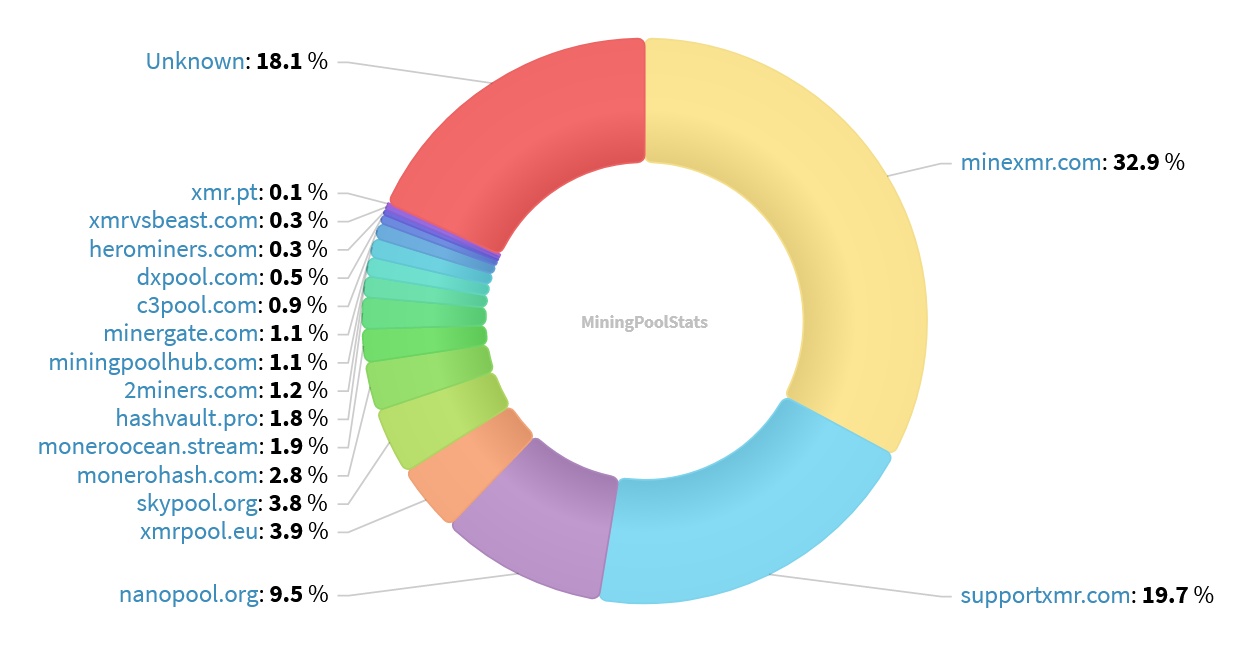 Unknown: 18.1 %
minexmr.com: 32.9 %
xmr.pt: 0.1 %
xmrvsbeast.com: 0.3 %
herominers.com: 0.3 %
dxpool.com: 0.5 %
c3pool.com: 0.9 %
minergate.com: 1.1 %
miningpoolhub.com: 1.1 %
2miners.com: 1.2 %
hashvault.pro: 1.8 %
moneroocean.stream: 1.9 %
monerohash.com: 2.8 %
skypool.org: 3.8 %
xmrpool.eu: 3.9 %
nanopool.org: 9.5 %
supportxmr.com: 19.7 %
MiningPoolStats